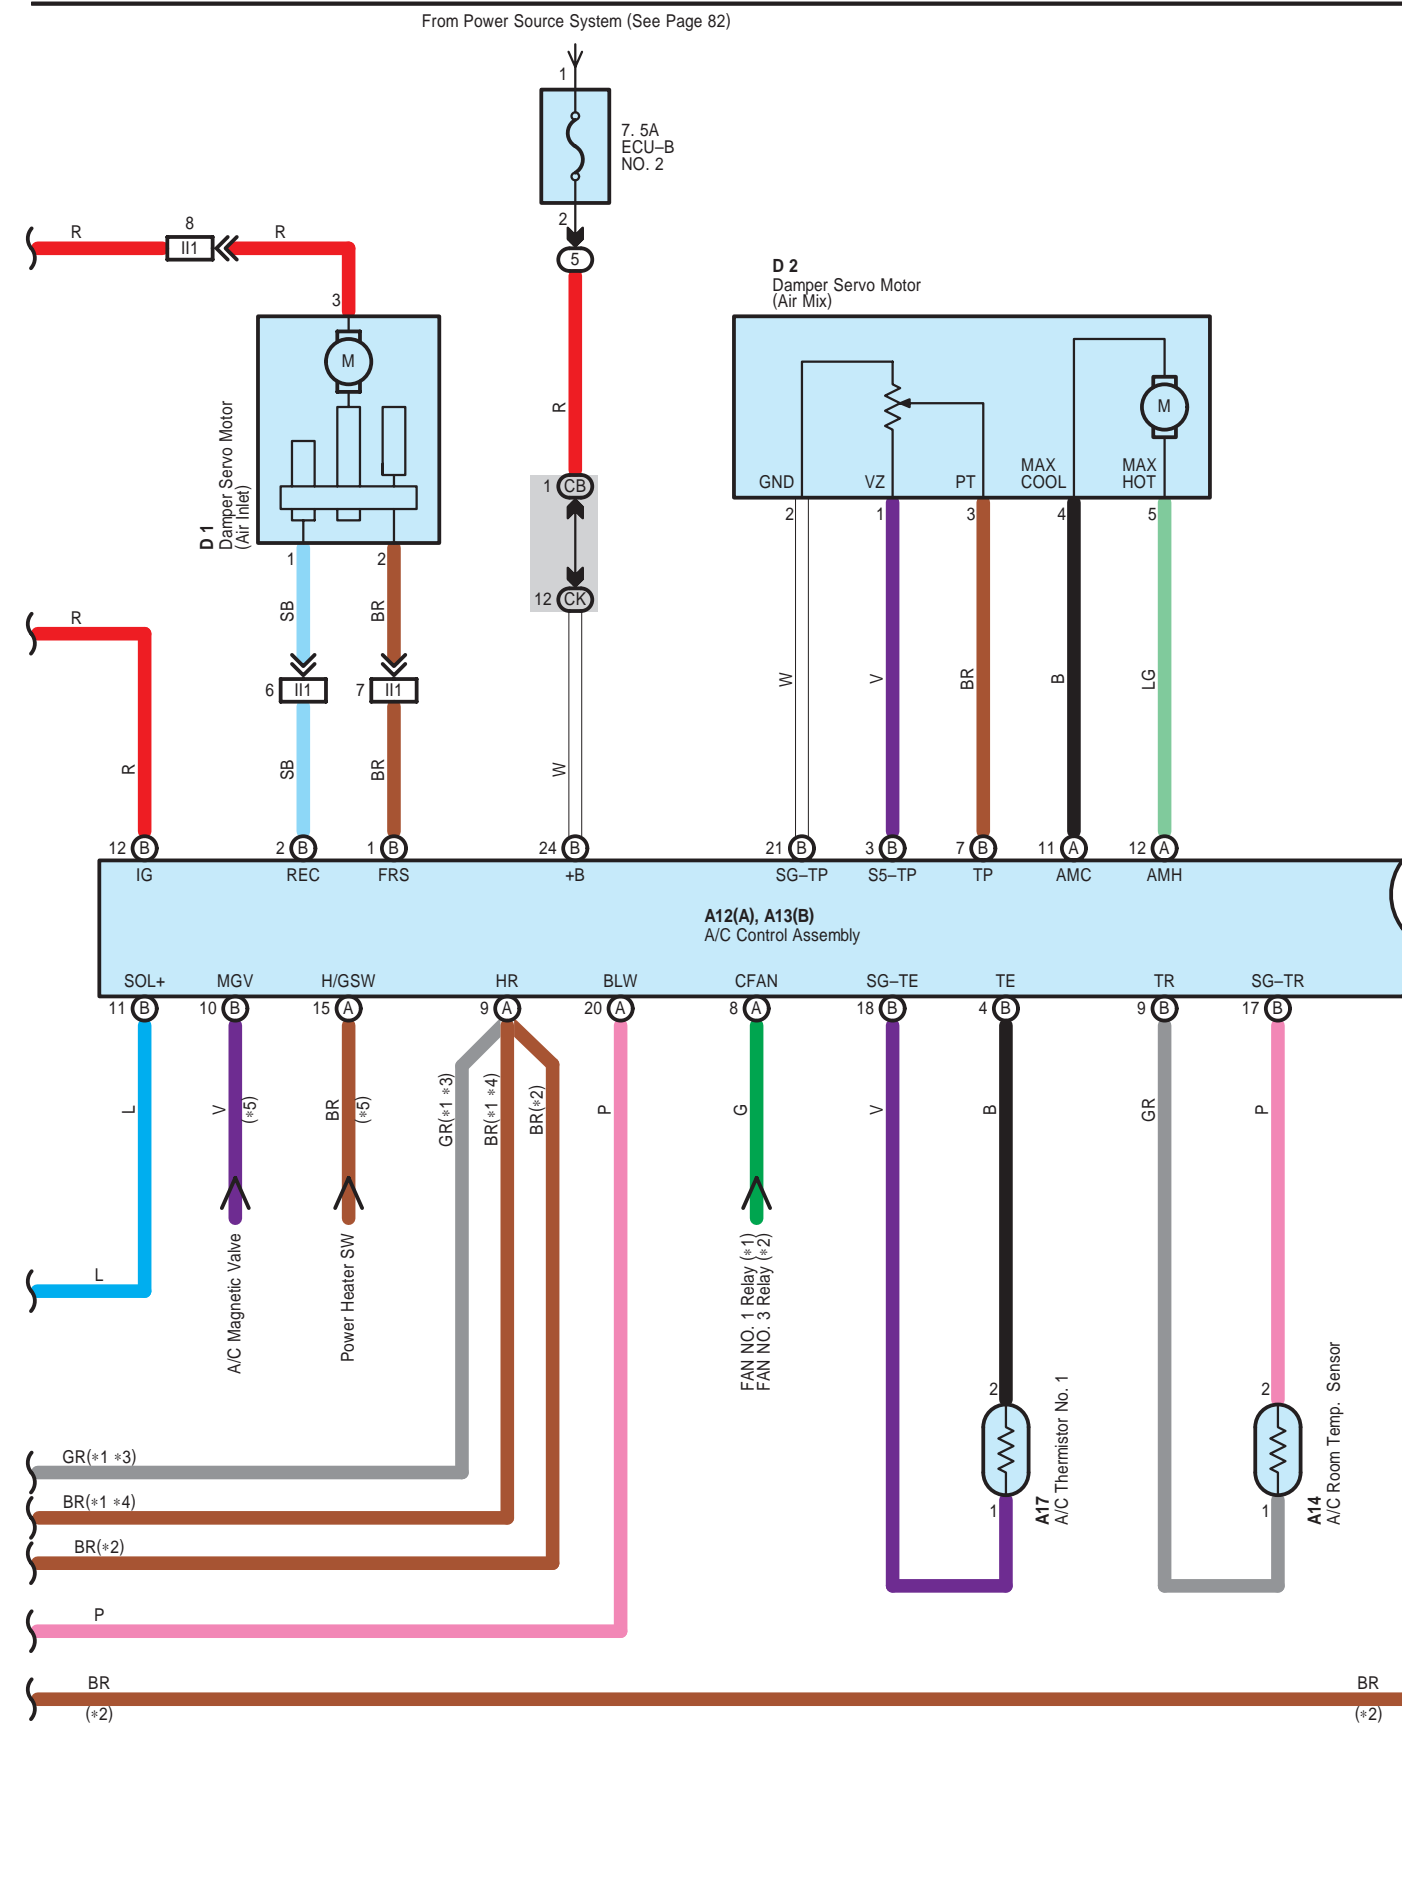 From Power Source System (See Page 82)
1
7. 5A
ECU–B
NO. 2
2
5
R
8
II1
R
3
M
D 1
Damper Servo Motor
(Air Inlet)
1
2
SB
BR
6
II1
7
II1
SB
BR
R
1
CB
12
CK
W
D 2
Damper Servo Motor
(Air Mix)
M
GND
VZ
PT
MAX
COOL
MAX
HOT
2
1
3
4
5
W
V
BR
B
LG
R
R
12 B
2 B
1 B
24 B
21 B
3 B
7 B
11 A
12 A
IG
REC
FRS
+B
SG–TP
S5–TP
TP
AMC
AMH
A12(A), A13(B)
A/C Control Assembly
SOL+
MGV
H/GSW
HR
BLW
CFAN
SG–TE
TE
TR
SG–TR
11 B
10 B
15 A
9 A
20 A
8 A
18 B
4 B
9 B
17 B
L
V
(*5)
BR
(*5)
GR(*1 *3)
BR(*1 *4)
BR(*2)
P
G
V
B
GR
P
L
A/C Magnetic Valve
Power Heater SW
FAN NO. 1 Relay (*1)
FAN NO. 3 Relay (*2)
2
1
A17
A/C Thermistor No. 1
2
1
A14
A/C Room Temp. Sensor
GR(*1 *3)
BR(*1 *4)
BR(*2)
P
BR
(*2)
BR
(*2)